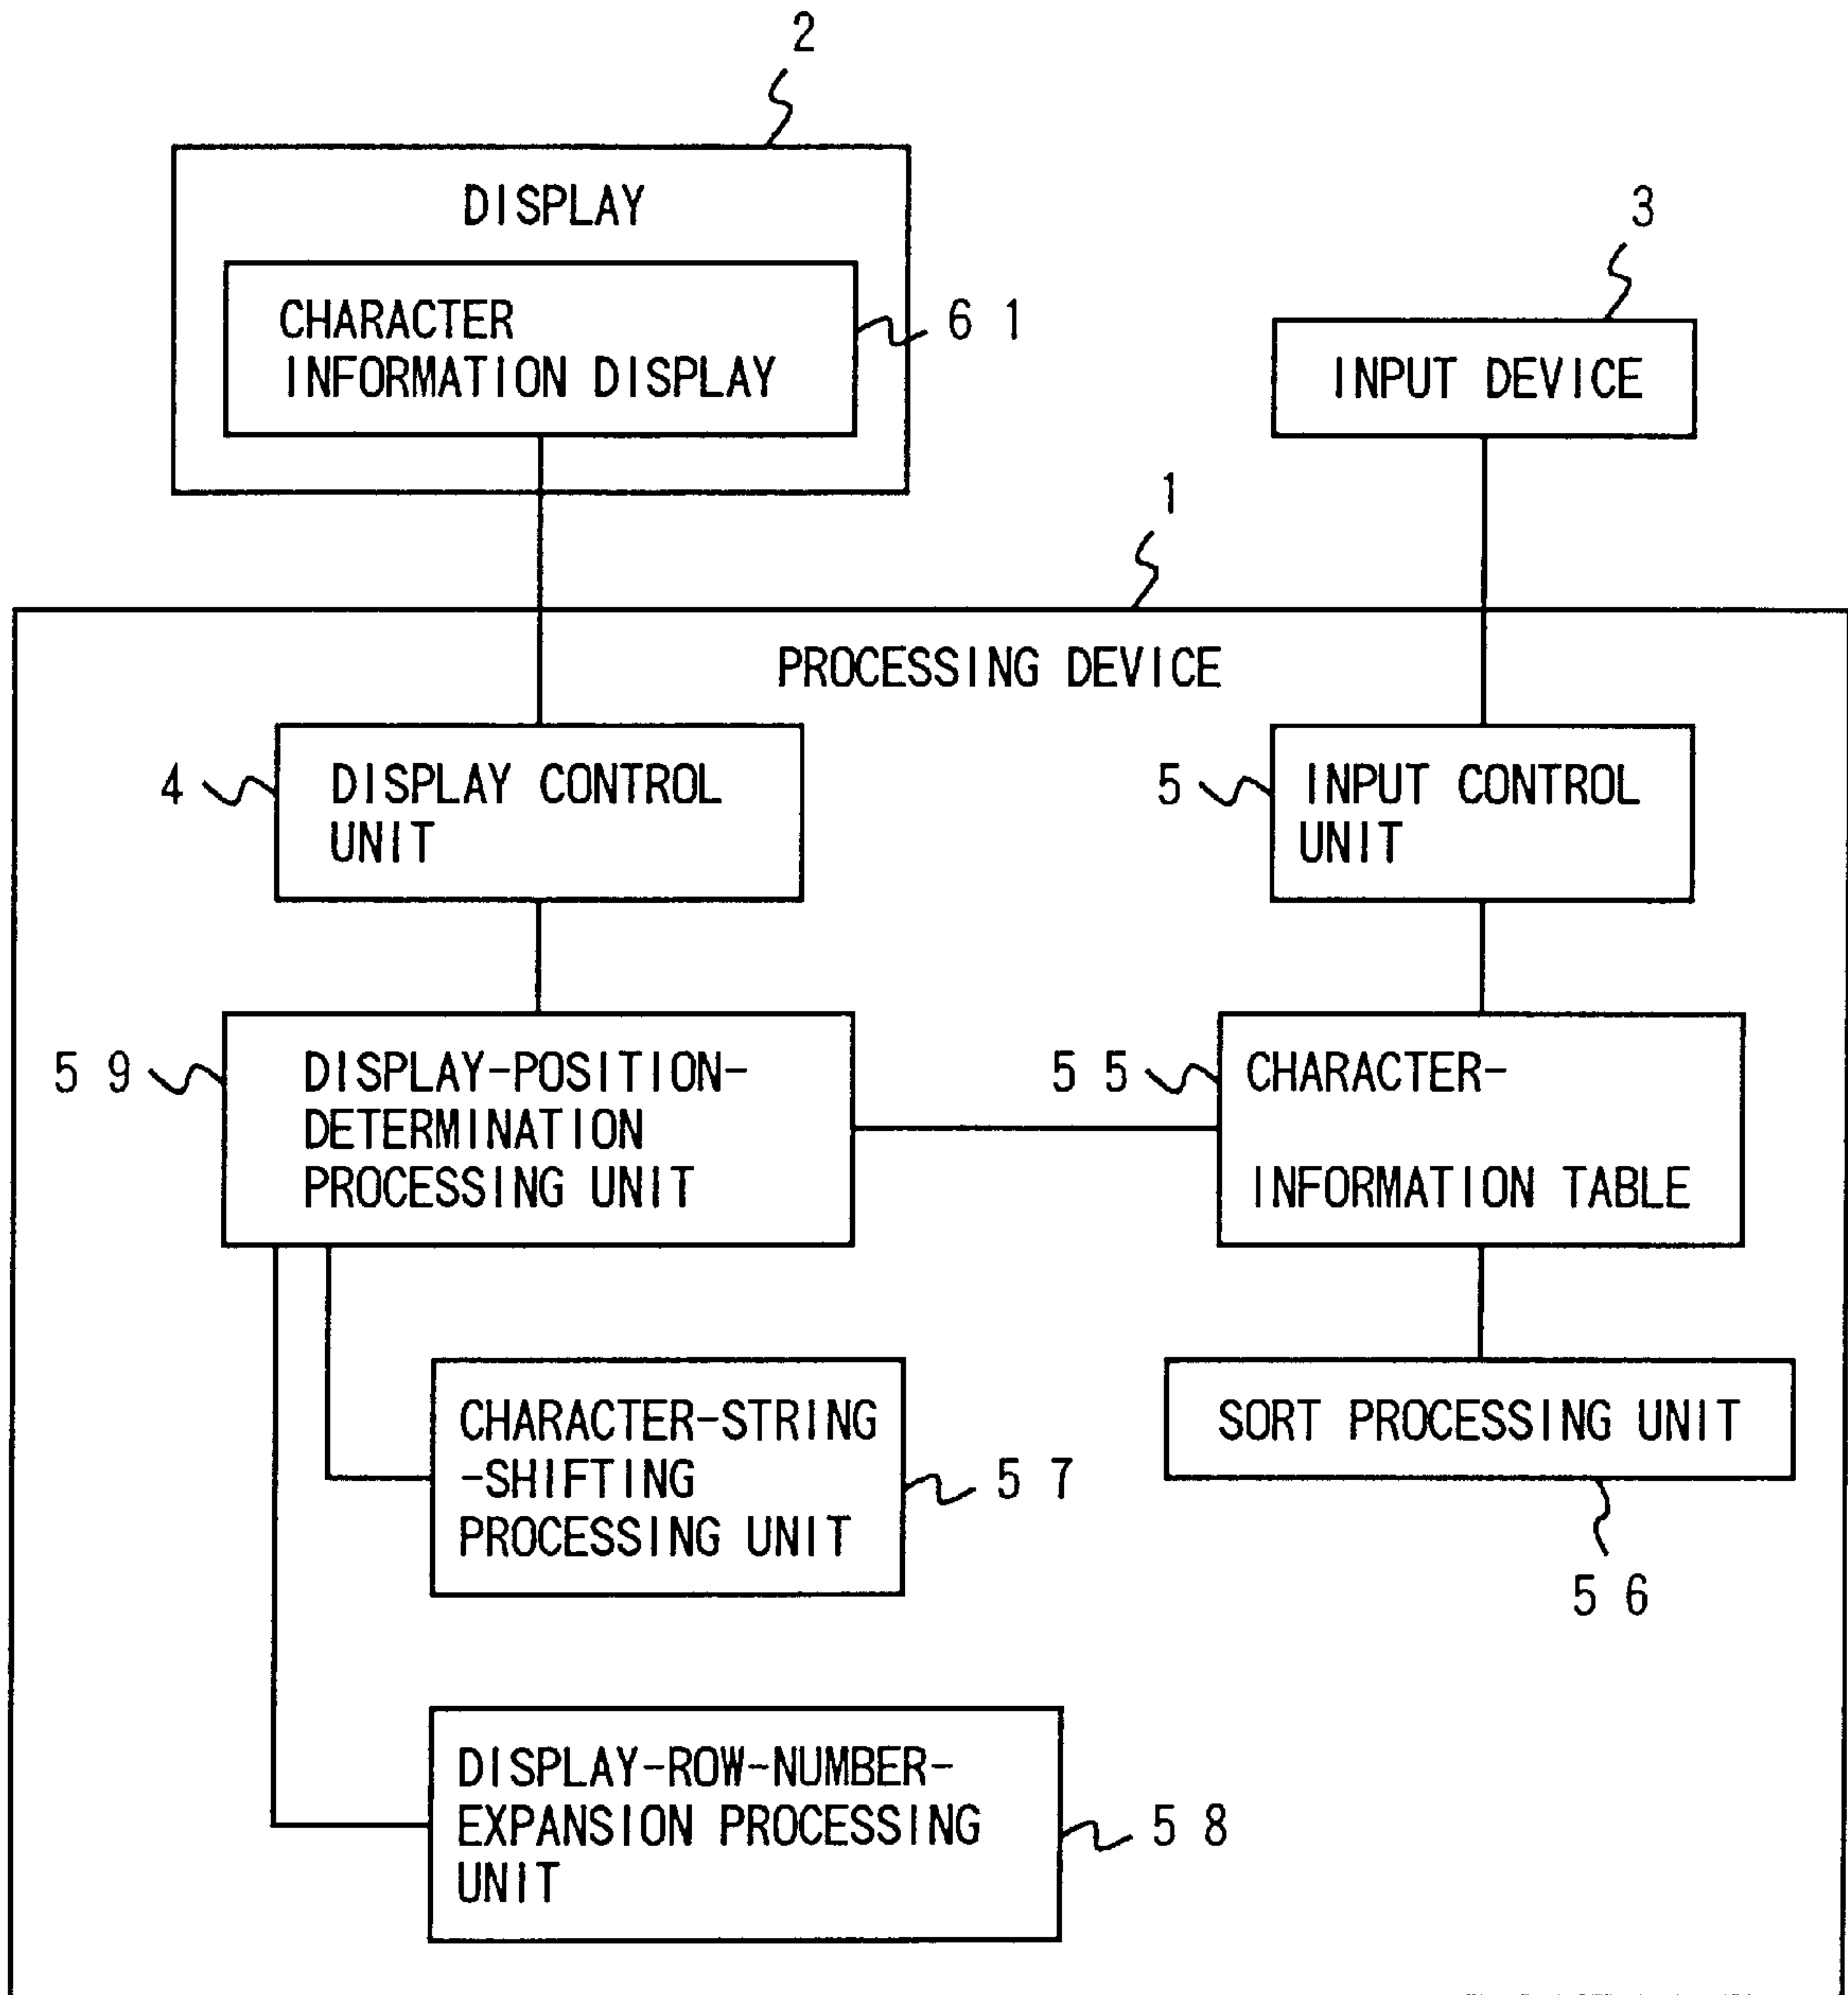 2
DISPLAY
3
CHARACTER
INFORMATION DISPLAY
6 1
INPUT DEVICE
1
PROCESSING DEVICE
4
DISPLAY CONTROL
UNIT
5
INPUT CONTROL
UNIT
5 9
DISPLAY-POSITION-
DETERMINATION
PROCESSING UNIT
5 5
CHARACTER-
INFORMATION TABLE
CHARACTER-STRING
-SHIFTING
PROCESSING UNIT
5 7
SORT PROCESSING UNIT
5 6
DISPLAY-ROW-NUMBER-
EXPANSION PROCESSING
UNIT
5 8